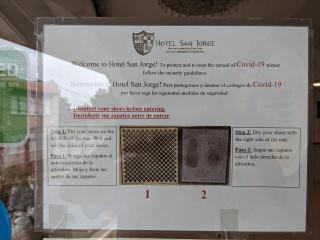 HOTEL SAN JORGE
Welcome to Hotel San Jorge! To protect and to stop the spread of Covid-19 please
follow the security guidelines:
Bienvenido a Hotel San Jorge! Para protegernos y detener el contagio de Covid-19
por favor siga las siguientes medidas de seguridad:
Disinfect your shoes before entering
Desinfecte sus zapatos antes de entrar
Step 1: Put your shoes on the
left side of the mat. Wet and
rub the soles of your shoes.
Paso 1: Ponga sus zapatos al
lado izquierdo de la
alfombra. Moje y frote las
suelas de sus zapatos.
Step 2: Dry your shoes with
the right side of the mat.
Paso 2: Seque sus zapatos
con el lado derecho de la
alfombra.
1 2